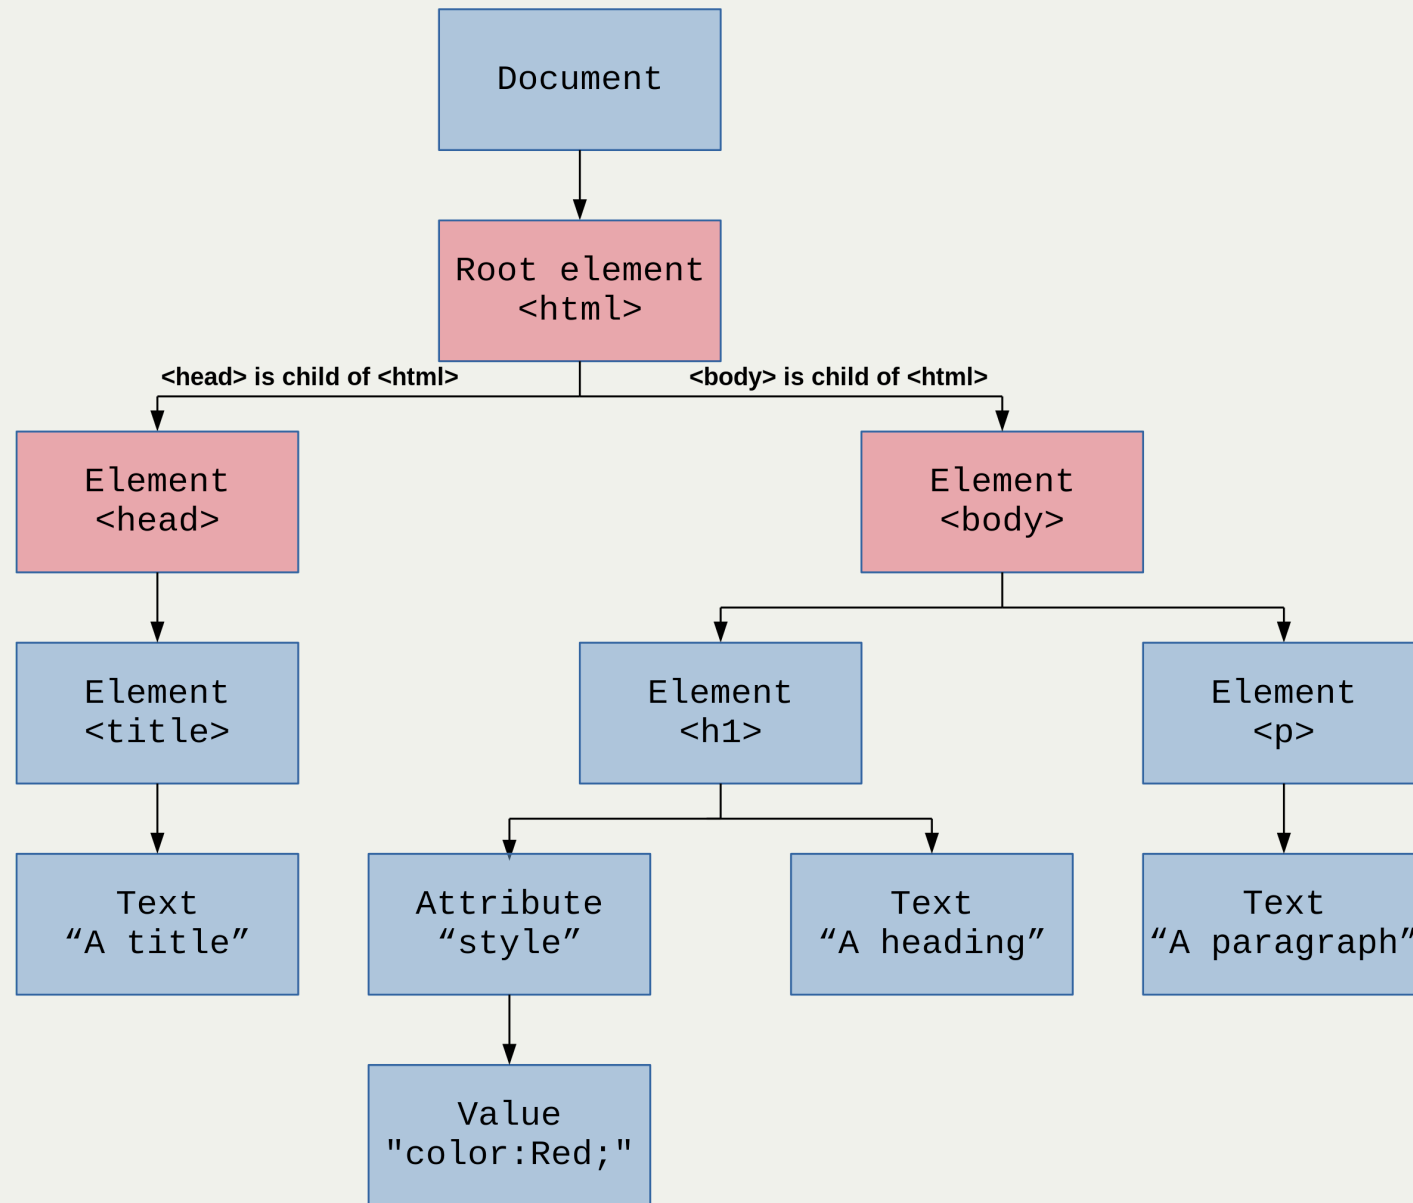 Document
Root element
<html>
<head> is child of <html>
<body> is child of <html>
Element
<head>
Element
<body>
Element
<title>
Element
<h1>
Element
<p>
Text
“A title”
Attribute
“style”
Text
“A heading”
Text
“A paragraph”
Value
"color:Red;"